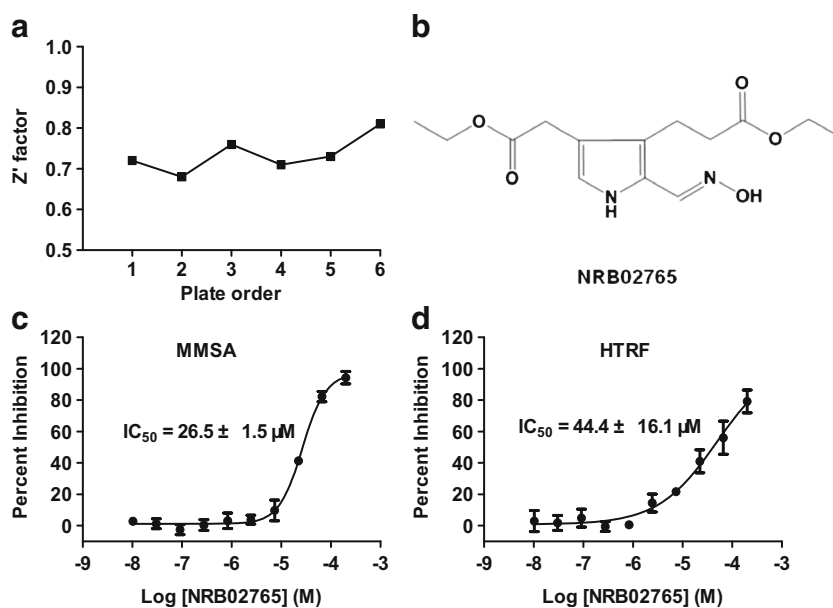 a
1.0
0.9
0.8
0.7
0.6
0.5
Z' factor
1 2 3 4 5 6
Plate order
b
O
O
O
O
N
H
N
OH
NRB02765
c
MMSA
120
100
80
60
40
20
0
Percent Inhibition
IC50 = 26.5 ± 1.5 µM
-9 -8 -7 -6 -5 -4 -3
Log [NRB02765] (M)
d
HTRF
120
100
80
60
40
20
0
Percent Inhibition
IC50 = 44.4 ± 16.1 µM
-9 -8 -7 -6 -5 -4 -3
Log [NRB02765] (M)